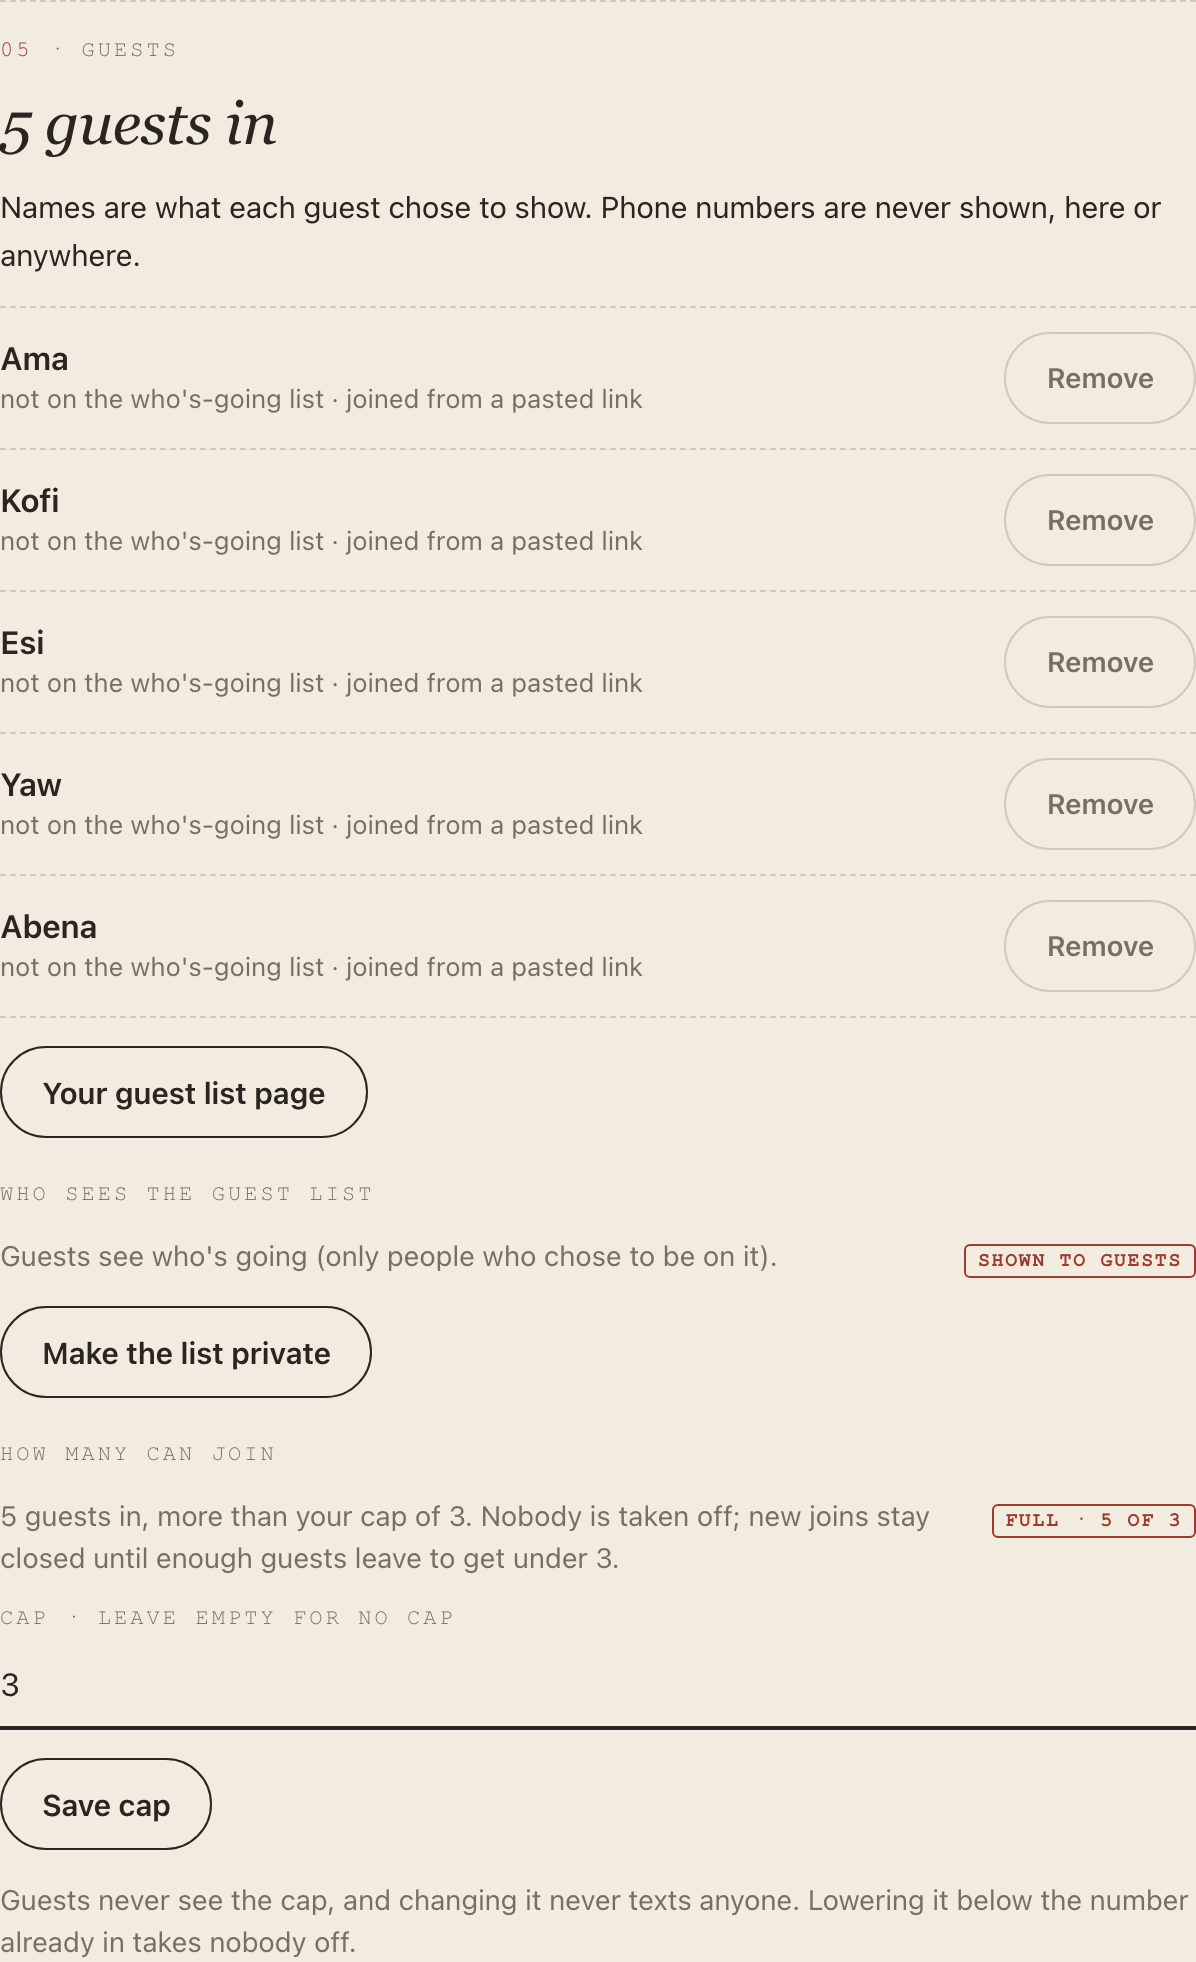 05 · GUESTS
5 guests in
Names are what each guest chose to show. Phone numbers are never shown, here or
anywhere.
Ama
not on the who's-going list · joined from a pasted link
Remove
Kofi
not on the who's-going list · joined from a pasted link
Remove
Esi
not on the who's-going list · joined from a pasted link
Remove
Yaw
not on the who's-going list · joined from a pasted link
Remove
Abena
not on the who's-going list · joined from a pasted link
Remove
Your guest list page
WHO SEES THE GUEST LIST
Guests see who's going (only people who chose to be on it).
SHOWN TO GUESTS
Make the list private
HOW MANY CAN JOIN
5 guests in, more than your cap of 3. Nobody is taken off; new joins stay
closed until enough guests leave to get under 3.
FULL · 5 OF 3
CAP · LEAVE EMPTY FOR NO CAP
3
Save cap
Guests never see the cap, and changing it never texts anyone. Lowering it below the number
already in takes nobody off.